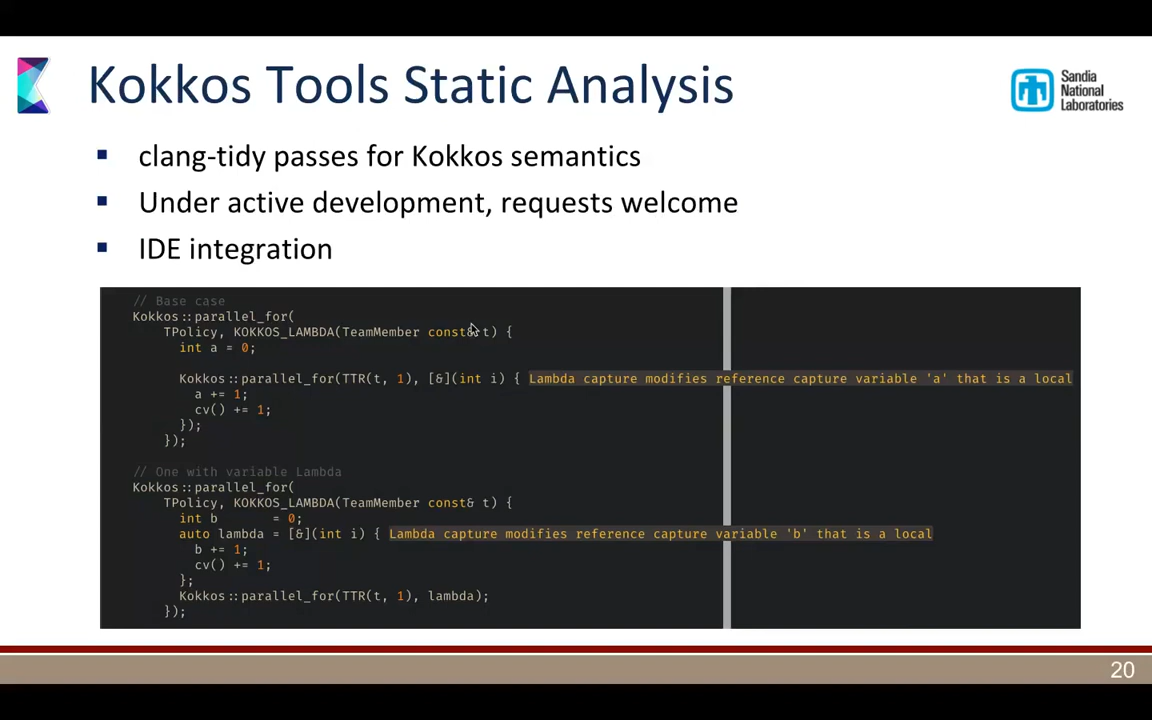 Kokkos Tools Static Analysis
Sandia
National
Laboratories
▪ clang-tidy passes for Kokkos semantics
▪ Under active development, requests welcome
▪ IDE integration
// Base case
Kokkos::parallel_for(
TPolicy, KOKKOS_LAMBDA(TeamMember const& t) {
int a = 0;
Kokkos::parallel_for(TTR(t, 1), [&](int i) { Lambda capture modifies reference capture variable 'a' that is a local
a += 1;
cv() += 1;
});
});
// One with variable Lambda
Kokkos::parallel_for(
TPolicy, KOKKOS_LAMBDA(TeamMember const& t) {
int b = 0;
auto lambda = [&](int i) { Lambda capture modifies reference capture variable 'b' that is a local
b += 1;
cv() += 1;
};
Kokkos::parallel_for(TTR(t, 1), lambda);
});
20